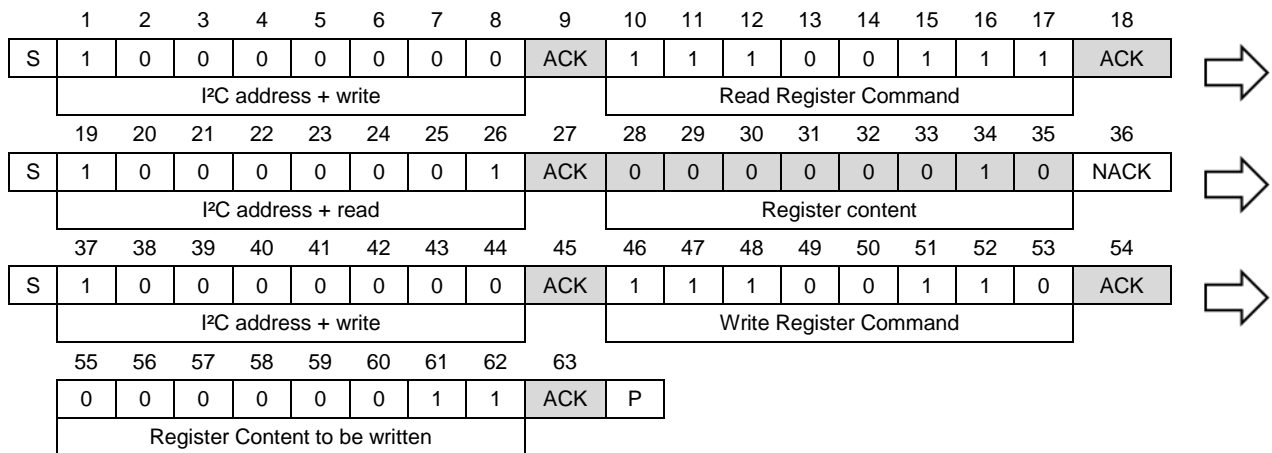 1 2 3 4 5 6 7 8 9 10 11 12 13 14 15 16 17 18
S 1 0 0 0 0 0 0 0 ACK 1 1 1 0 0 1 1 1 ACK
I²C address + write Read Register Command
19 20 21 22 23 24 25 26 27 28 29 30 31 32 33 34 35 36
S 1 0 0 0 0 0 0 1 ACK 0 0 0 0 0 0 1 0 NACK
I²C address + read Register content
37 38 39 40 41 42 43 44 45 46 47 48 49 50 51 52 53 54
S 1 0 0 0 0 0 0 0 ACK 1 1 1 0 0 1 1 0 ACK
I²C address + write Write Register Command
55 56 57 58 59 60 61 62 63
0 0 0 0 0 0 1 1 ACK P
Register Content to be written